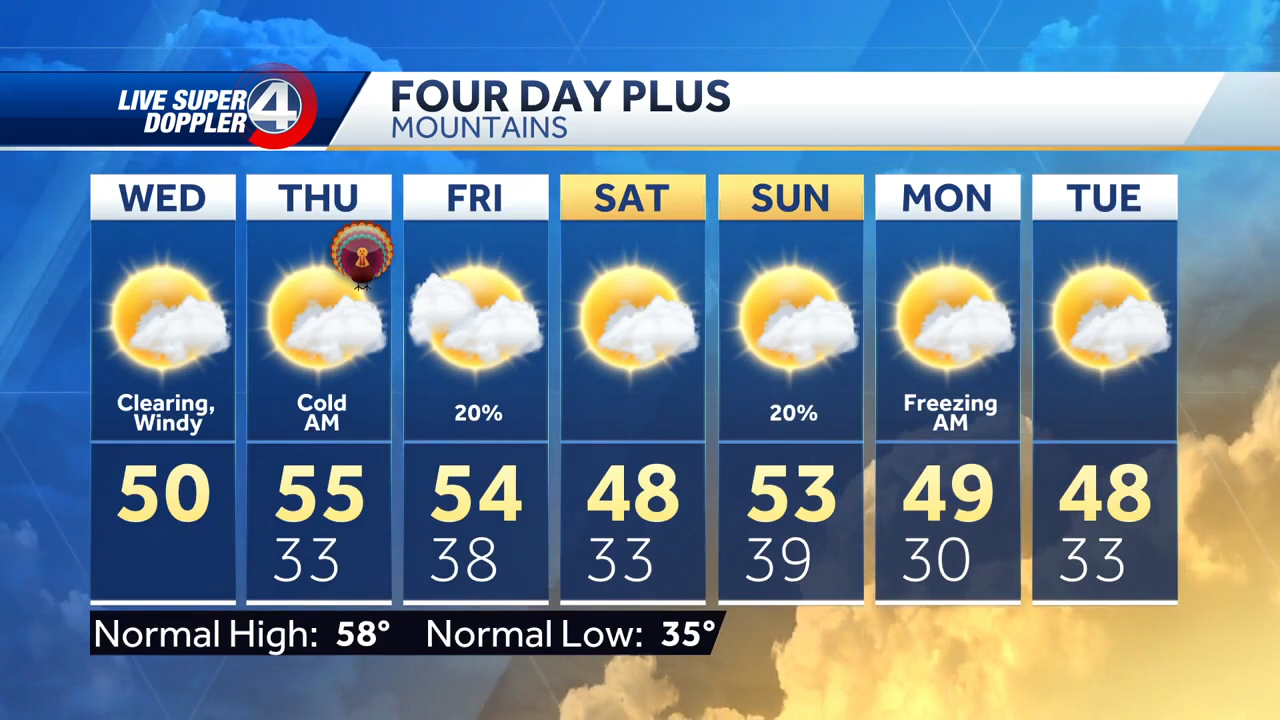 LIVE SUPER
DOPPLER
4
FOUR DAY PLUS
MOUNTAINS
WED THU FRI SAT SUN MON TUE
Clearing,
Windy
Cold
AM
20%
20%
Freezing
AM
50 55 54 48 53 49 48
33 38 33 39 30 33
Normal High: 58° Normal Low: 35°